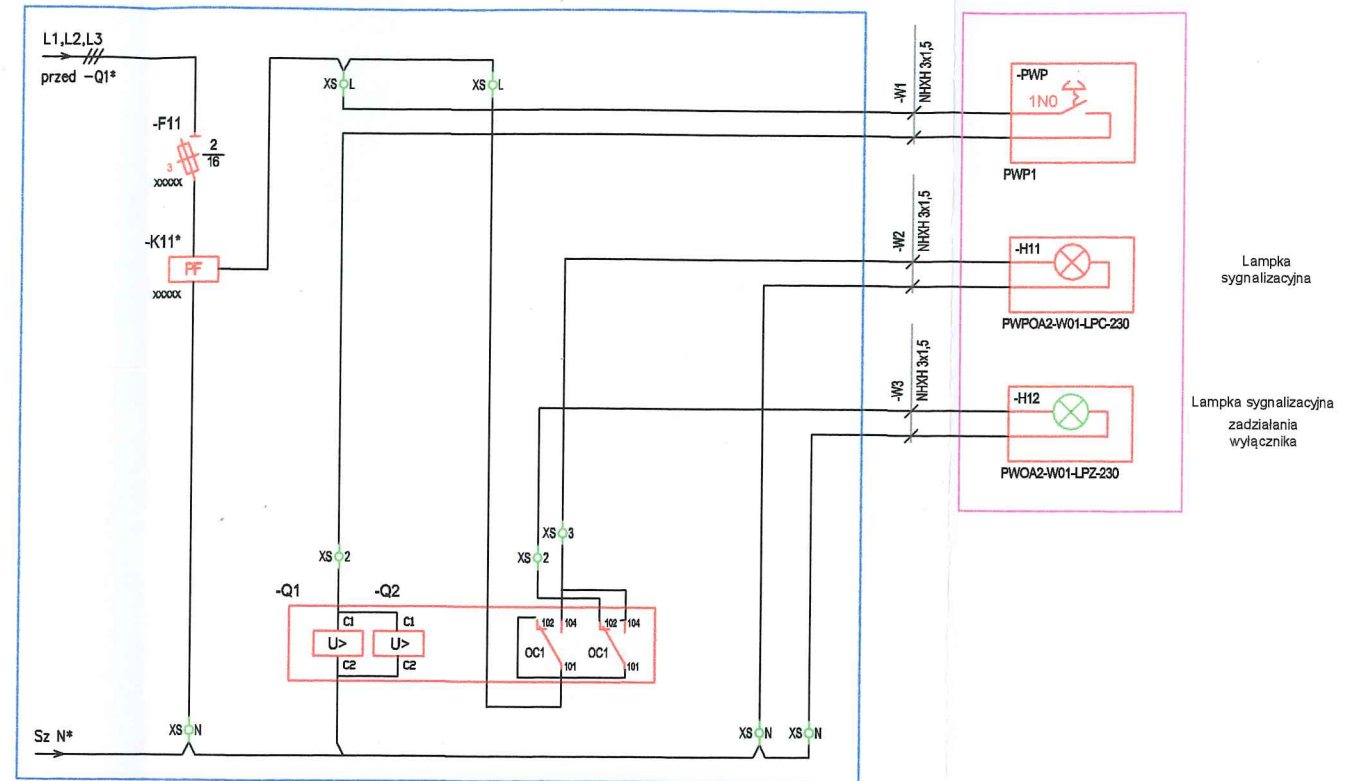 L1,L2,L3
przed -Q1*
-F11
3
2
16
xxxxx
-K11*
PF
xxxxx
XS L
XS L
-W1
NHXH 3x1,5
-PWP
1NO
PWP1
-W2
NHXH 3x1,5
-H11
PWPOA2-W01-LPC-230
Lampka
sygnalizacyjna
-W3
NHXH 3x1,5
-H12
PWOA2-W01-LPZ-230
Lampka sygnalizacyjna
zadziałania
wyłącznika
XS 2
XS 2
XS 3
-Q1
-Q2
C1
U>
C2
C1
U>
C2
102
104
OC1
101
102
104
OC1
101
Sz N*
XS N
XS N
XS N